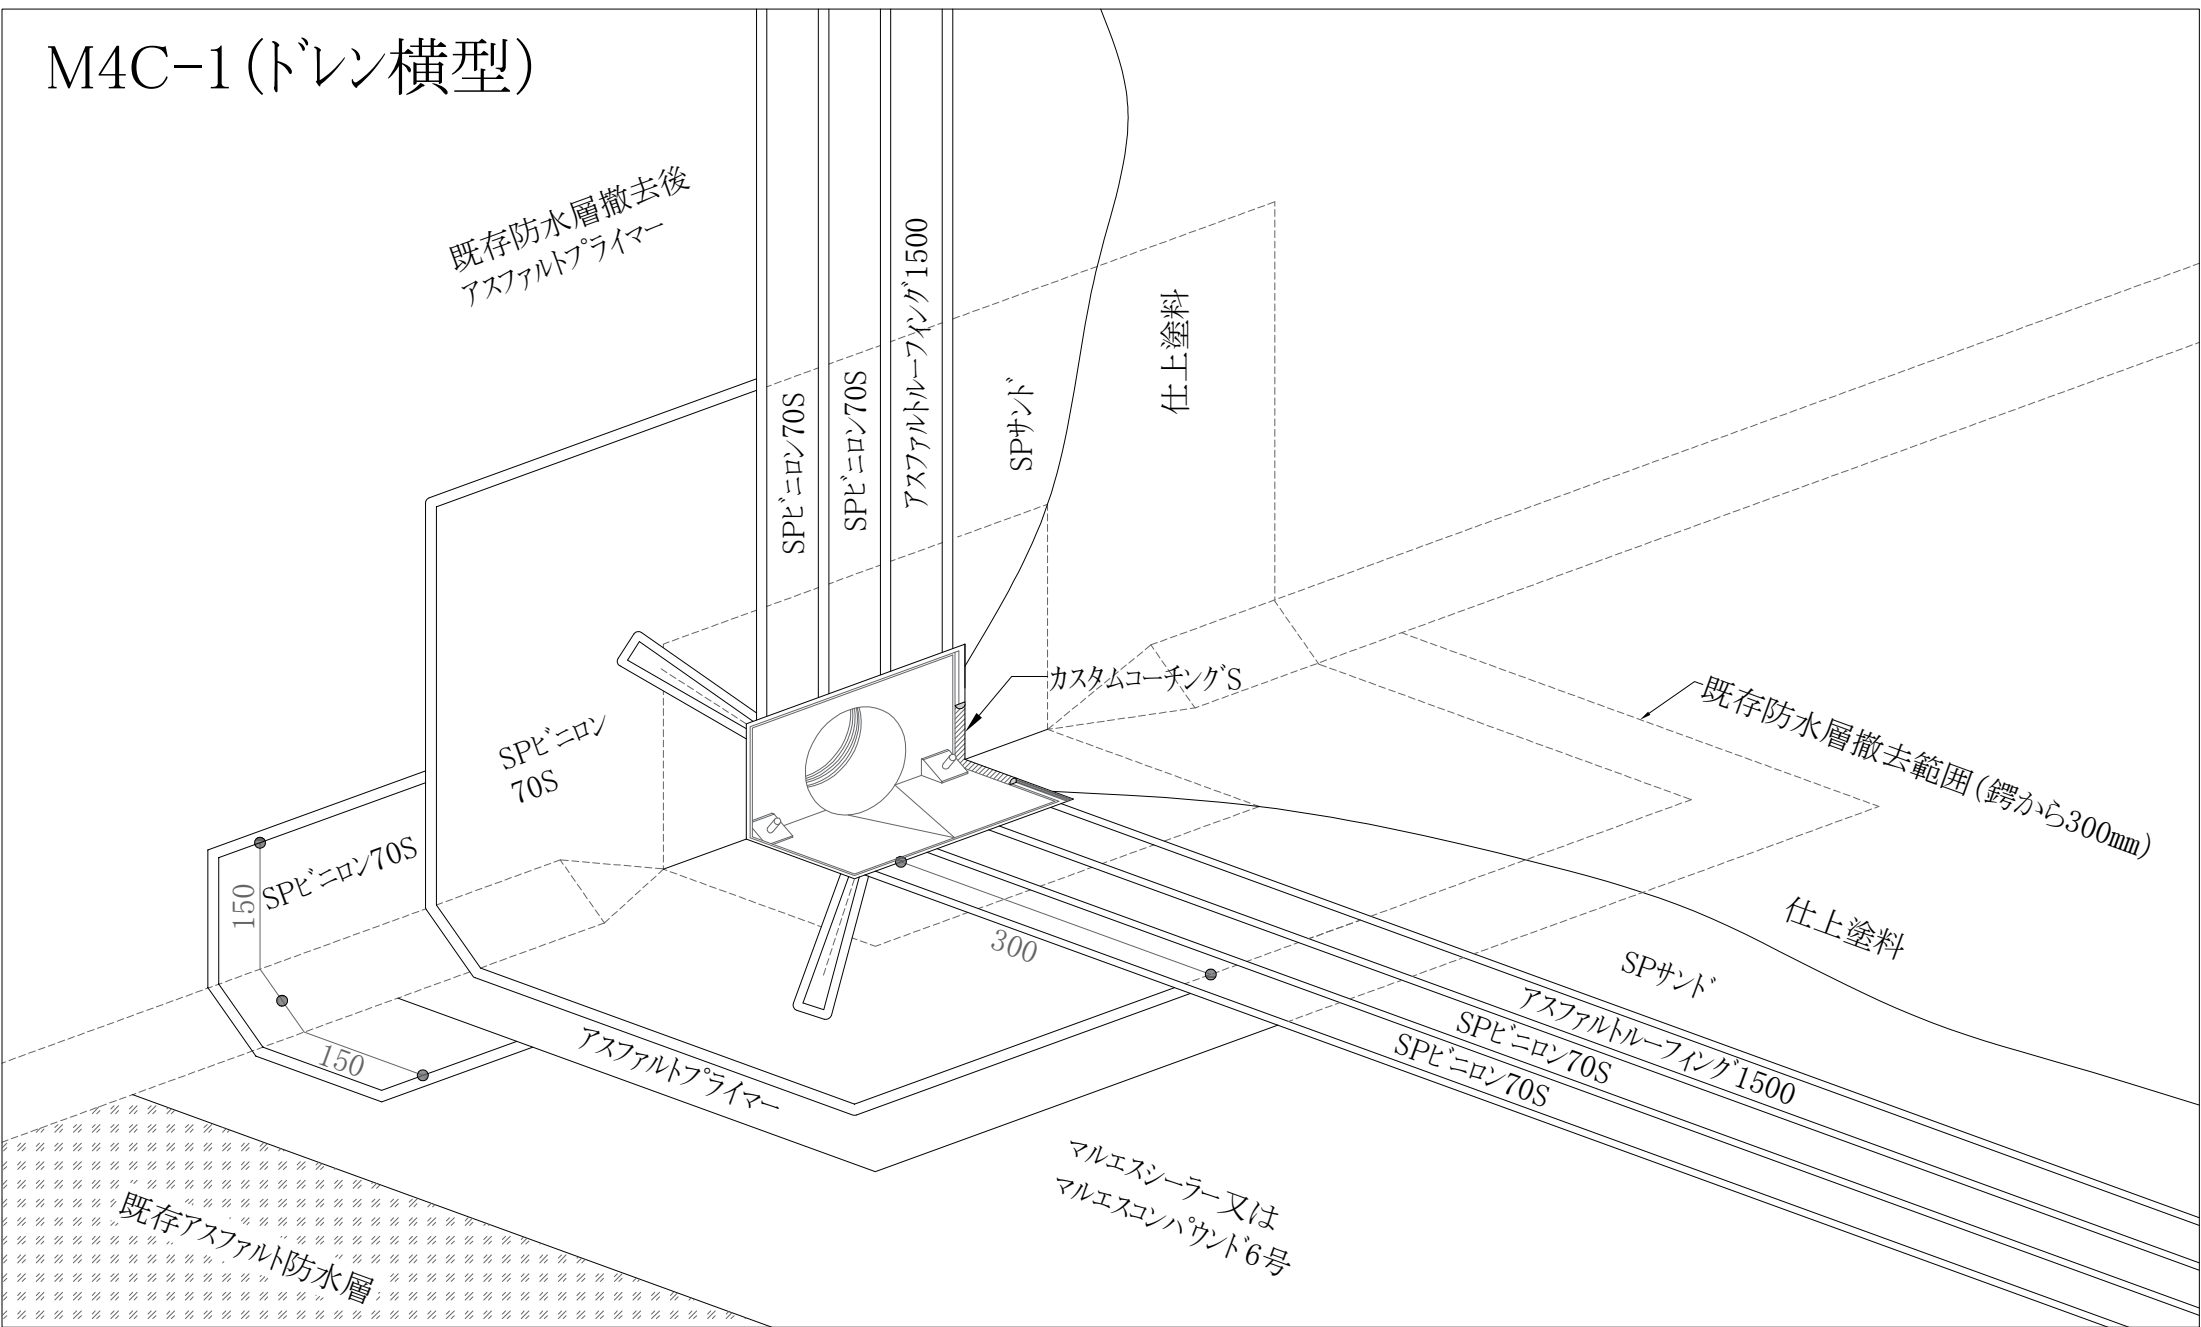 M4C-1(ﾄﾞﾚﾝ横型)
既存防水層撤去後
ｱｽﾌｧﾙﾄﾌﾟﾗｲﾏｰ
SPﾋﾞﾆﾛﾝ70S
SPﾋﾞﾆﾛﾝ70S
ｱｽﾌｧﾙﾄﾙｰﾌｨﾝｸﾞ1500
SPｻﾝﾄﾞ
仕上塗料
ｶｽﾀﾑｺｰﾁﾝｸﾞS
既存防水層撤去範囲(鍔から300㎜)
SPﾋﾞﾆﾛﾝ
70S
SPﾋﾞﾆﾛﾝ70S
150
150
300
仕上塗料
SPｻﾝﾄﾞ
ｱｽﾌｧﾙﾄﾙｰﾌｨﾝｸﾞ1500
SPﾋﾞﾆﾛﾝ70S
SPﾋﾞﾆﾛﾝ70S
ｱｽﾌｧﾙﾄﾌﾟﾗｲﾏｰ
ﾏﾙｴｽｼｰﾗｰ又は
ﾏﾙｴｽｺﾝﾊﾟｳﾝﾄﾞ6号
既存ｱｽﾌｧﾙﾄ防水層